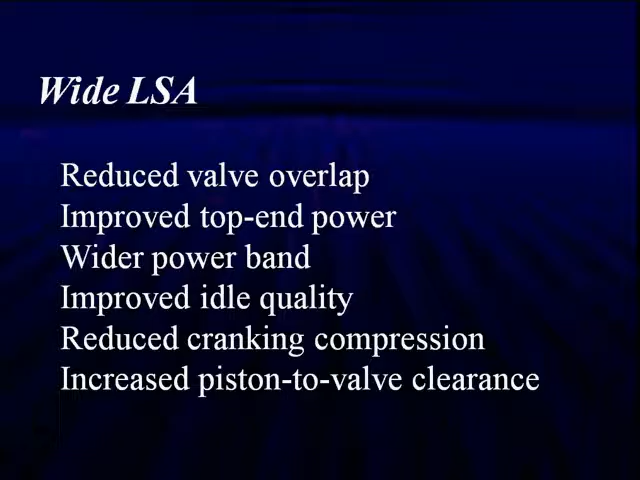 Wide LSA
Reduced valve overlap
Improved top-end power
Wider power band
Improved idle quality
Reduced cranking compression
Increased piston-to-valve clearance